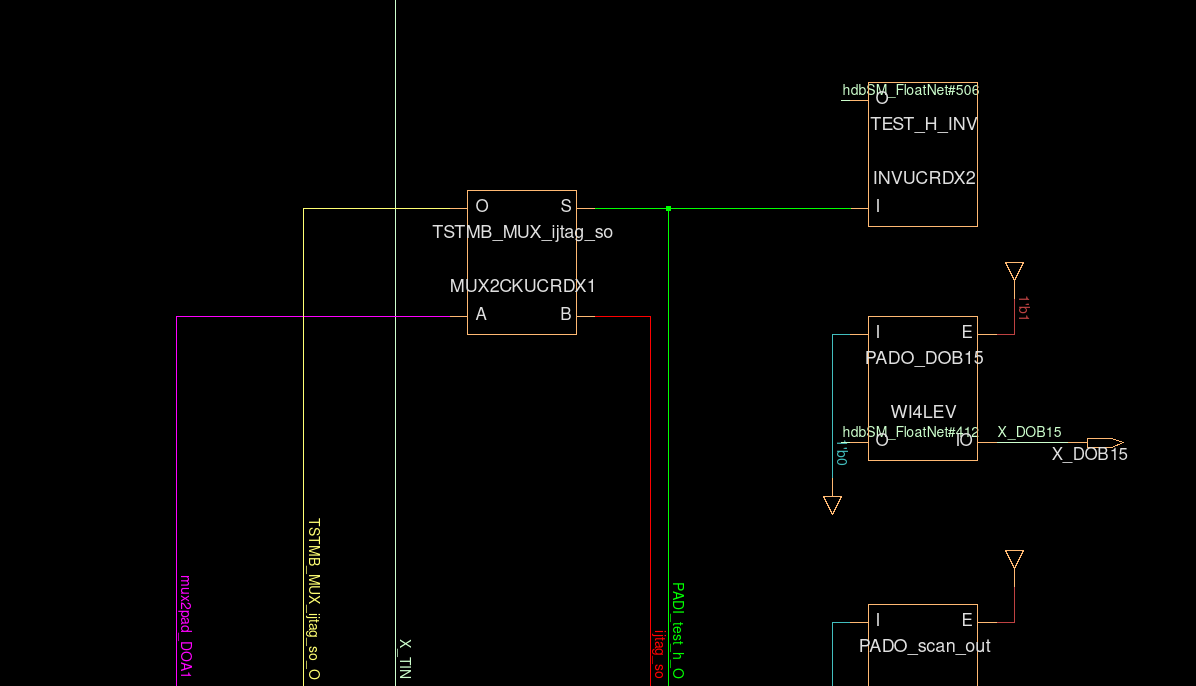 hdbSM_FloatNet#506
O
TEST_H_INV
INVUCRDX2
I
O S
TSTMB_MUX_ijtag_so
MUX2CKUCRDX1
A B
1'b1
I E
PADO_DOB15
WI4LEV
hdbSM_FloatNet#412
O IO
X_DOB15
X_DOB15
1'b0
I E
PADO_scan_out
mux2pad_DOA1
TSTMB_MUX_ijtag_so_O
X_TIN
ijtag_so
PADI_test_h_O